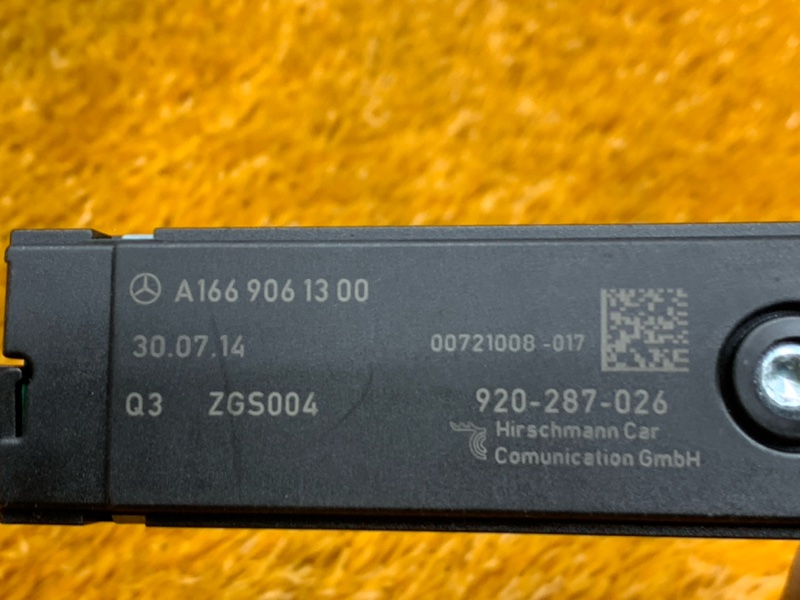 A166 906 13 00
30.07.14
00721008-017
Q3 ZGS004
920-287-026
Hirschmann Car
Comunication GmbH